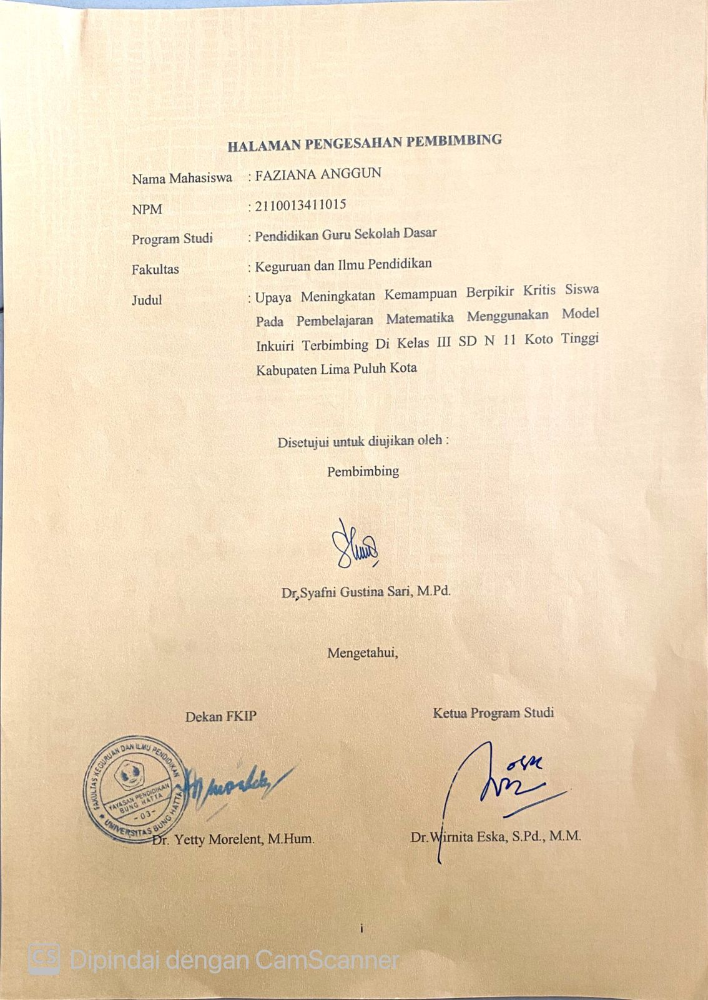 HALAMAN PENGESAHAN PEMBIMBING
Nama Mahasiswa : FAZIANA ANGGUN
NPM : 2110013411015
Program Studi : Pendidikan Guru Sekolah Dasar
Fakultas : Keguruan dan Ilmu Pendidikan
Judul : Upaya Meningkatan Kemampuan Berpikir Kritis Siswa
Pada Pembelajaran Matematika Menggunakan Model
Inkuiri Terbimbing Di Kelas III SD N 11 Koto Tinggi
Kabupaten Lima Puluh Kota
Disetujui untuk diujikan oleh :
Pembimbing
Dr,Syafni Gustina Sari, M.Pd.
Mengetahui,
Dekan FKIP
Ketua Program Studi
FAKULTAS KEGURUAN DAN ILMU PENDIDIKAN
YAYASAN PENDIDIKAN
BUNG HATTA
-03-
UNIVERSITAS BUNG HATTA
Dr. Yetty Morelent, M.Hum.
Dr.Wirnita Eska, S.Pd., M.M.
i
CS Dipindai dengan CamScanner